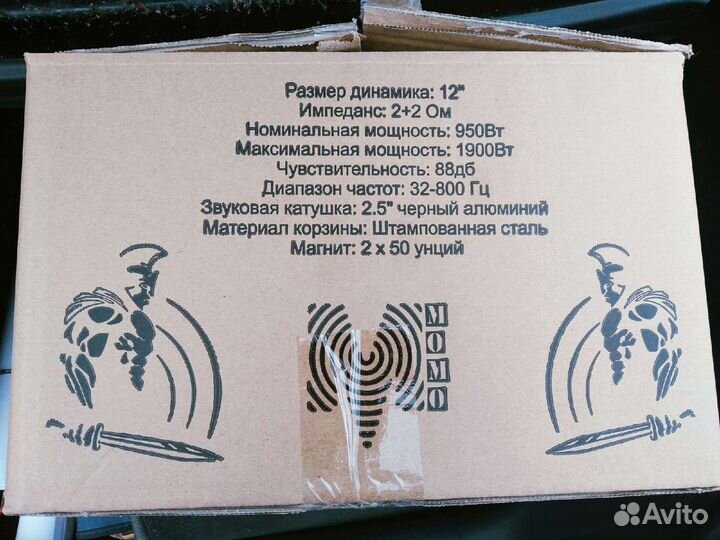 Размер динамика: 12"
Импеданс: 2+2 Ом
Номинальная мощность: 950Вт
Максимальная мощность: 1900Вт
Чувствительность: 88дб
Диапазон частот: 32-800 Гц
Звуковая катушка: 2.5" черный алюминий
Материал корзины: Штампованная сталь
Магнит: 2 x 50 унций
MOMO
Avito